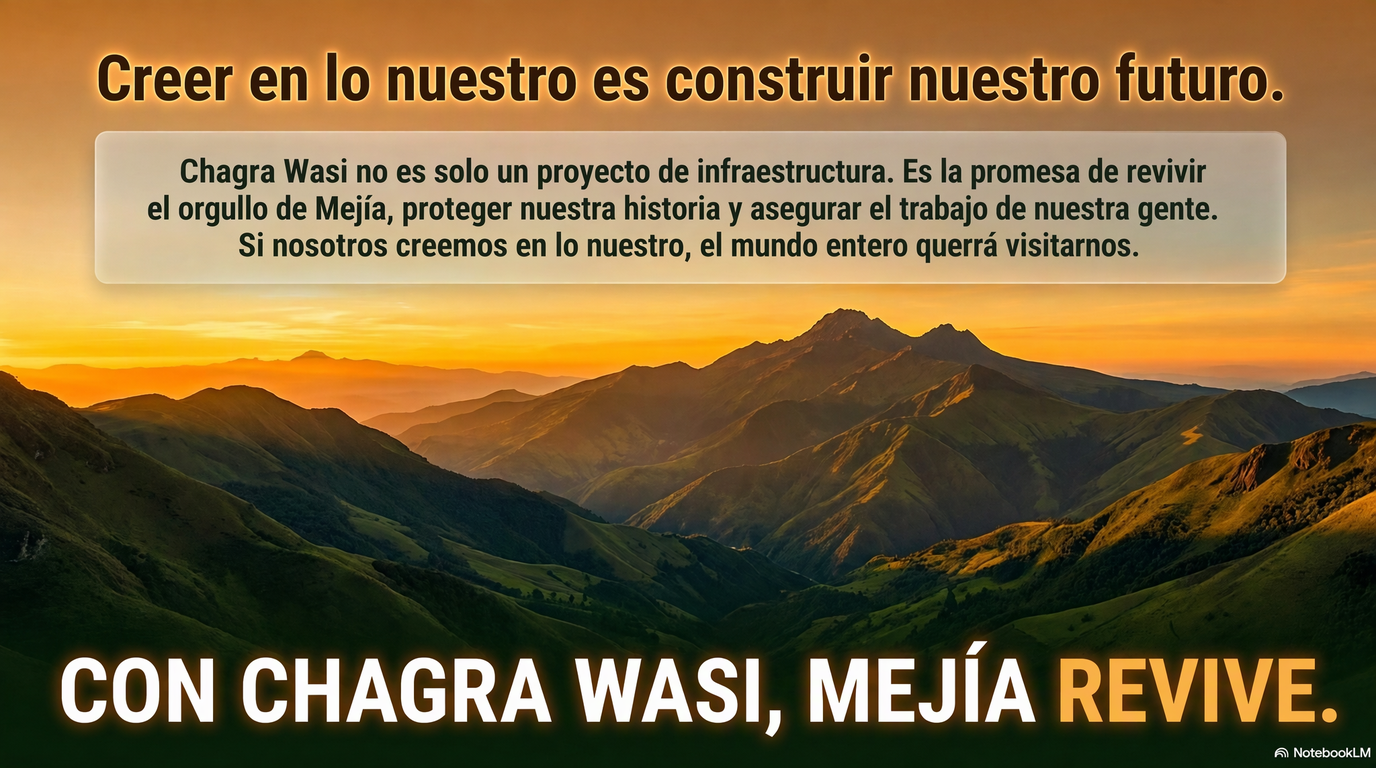 Creer en lo nuestro es construir nuestro futuro.
Chagra Wasi no es solo un proyecto de infraestructura. Es la promesa de revivir
el orgullo de Mejía, proteger nuestra historia y asegurar el trabajo de nuestra gente.
Si nosotros creemos en lo nuestro, el mundo entero querrá visitarnos.
CON CHAGRA WASI, MEJÍA REVIVE.
NotebookLM